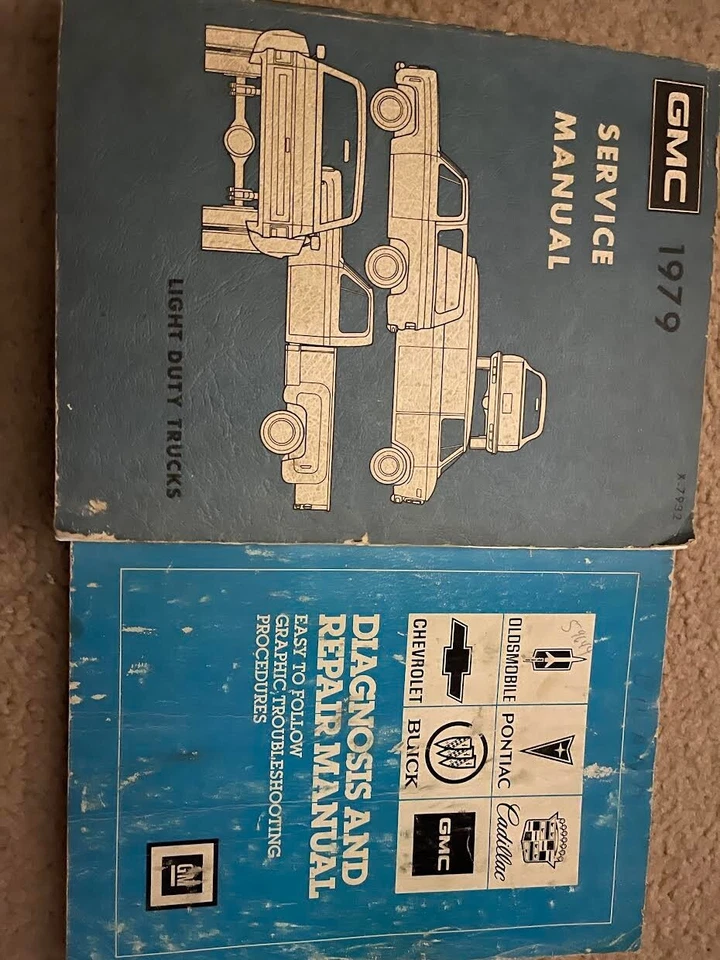 GMC 1979
X-7932
SERVICE
MANUAL
LIGHT DUTY TRUCKS
OLDSMOBILE
PONTIAC
Cadillac
CHEVROLET
BUICK
GMC
DIAGNOSIS AND
REPAIR MANUAL
EASY TO FOLLOW
GRAPHIC, TROUBLESHOOTING
PROCEDURES
GM